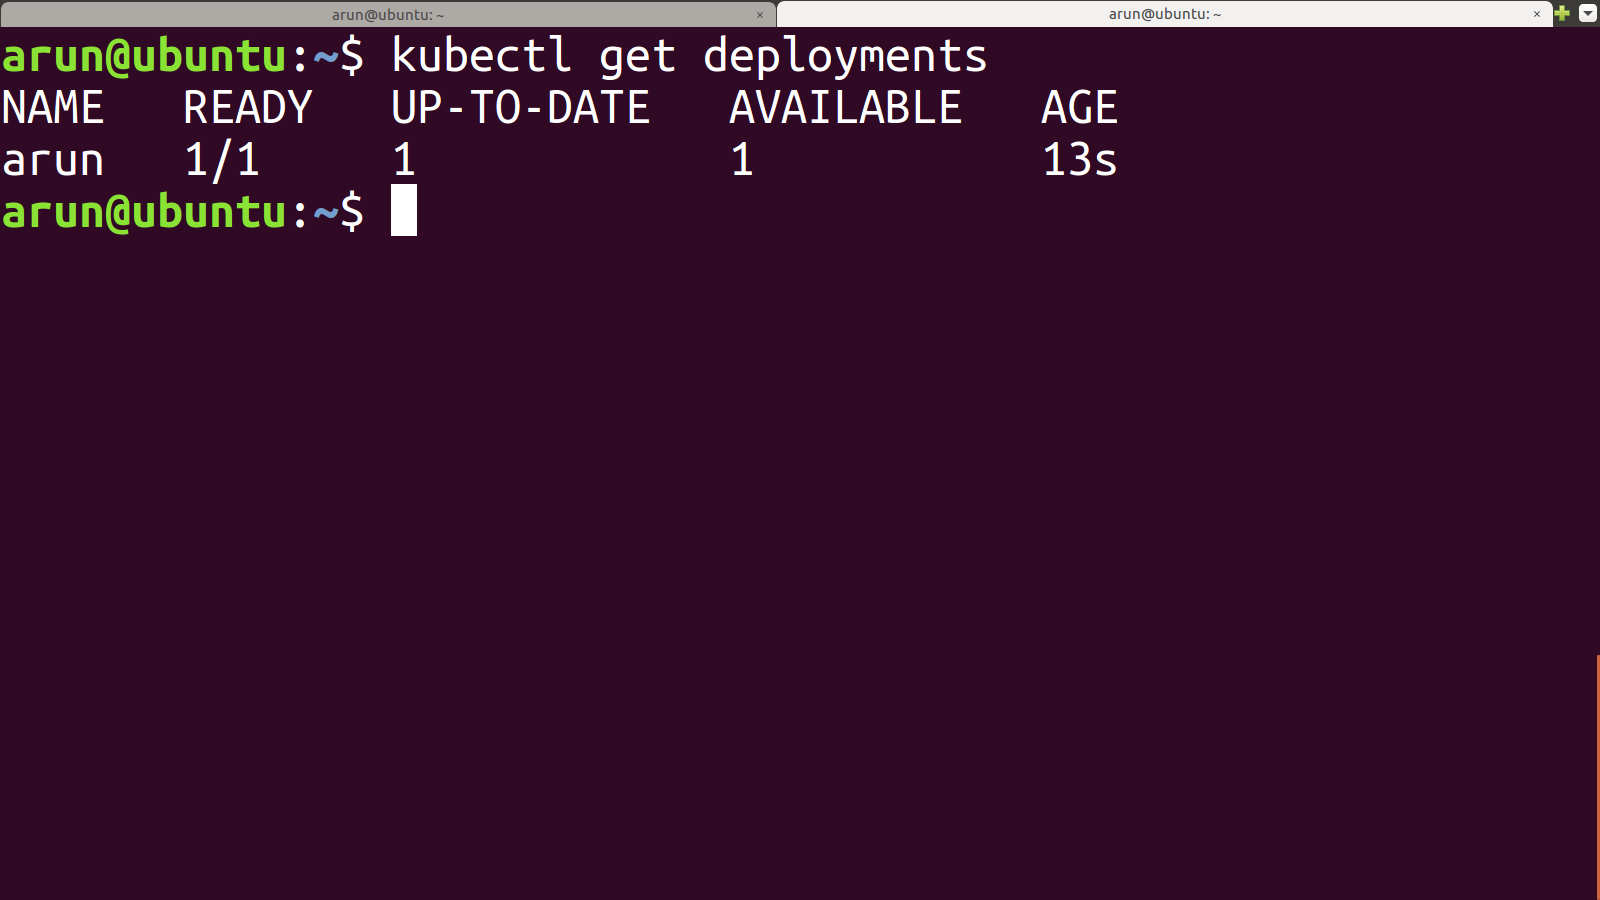 arun@ubuntu: ~ × arun@ubuntu: ~ ×
arun@ubuntu:~$ kubectl get deployments
NAME   READY   UP-TO-DATE   AVAILABLE   AGE
arun   1/1     1            1           13s
arun@ubuntu:~$